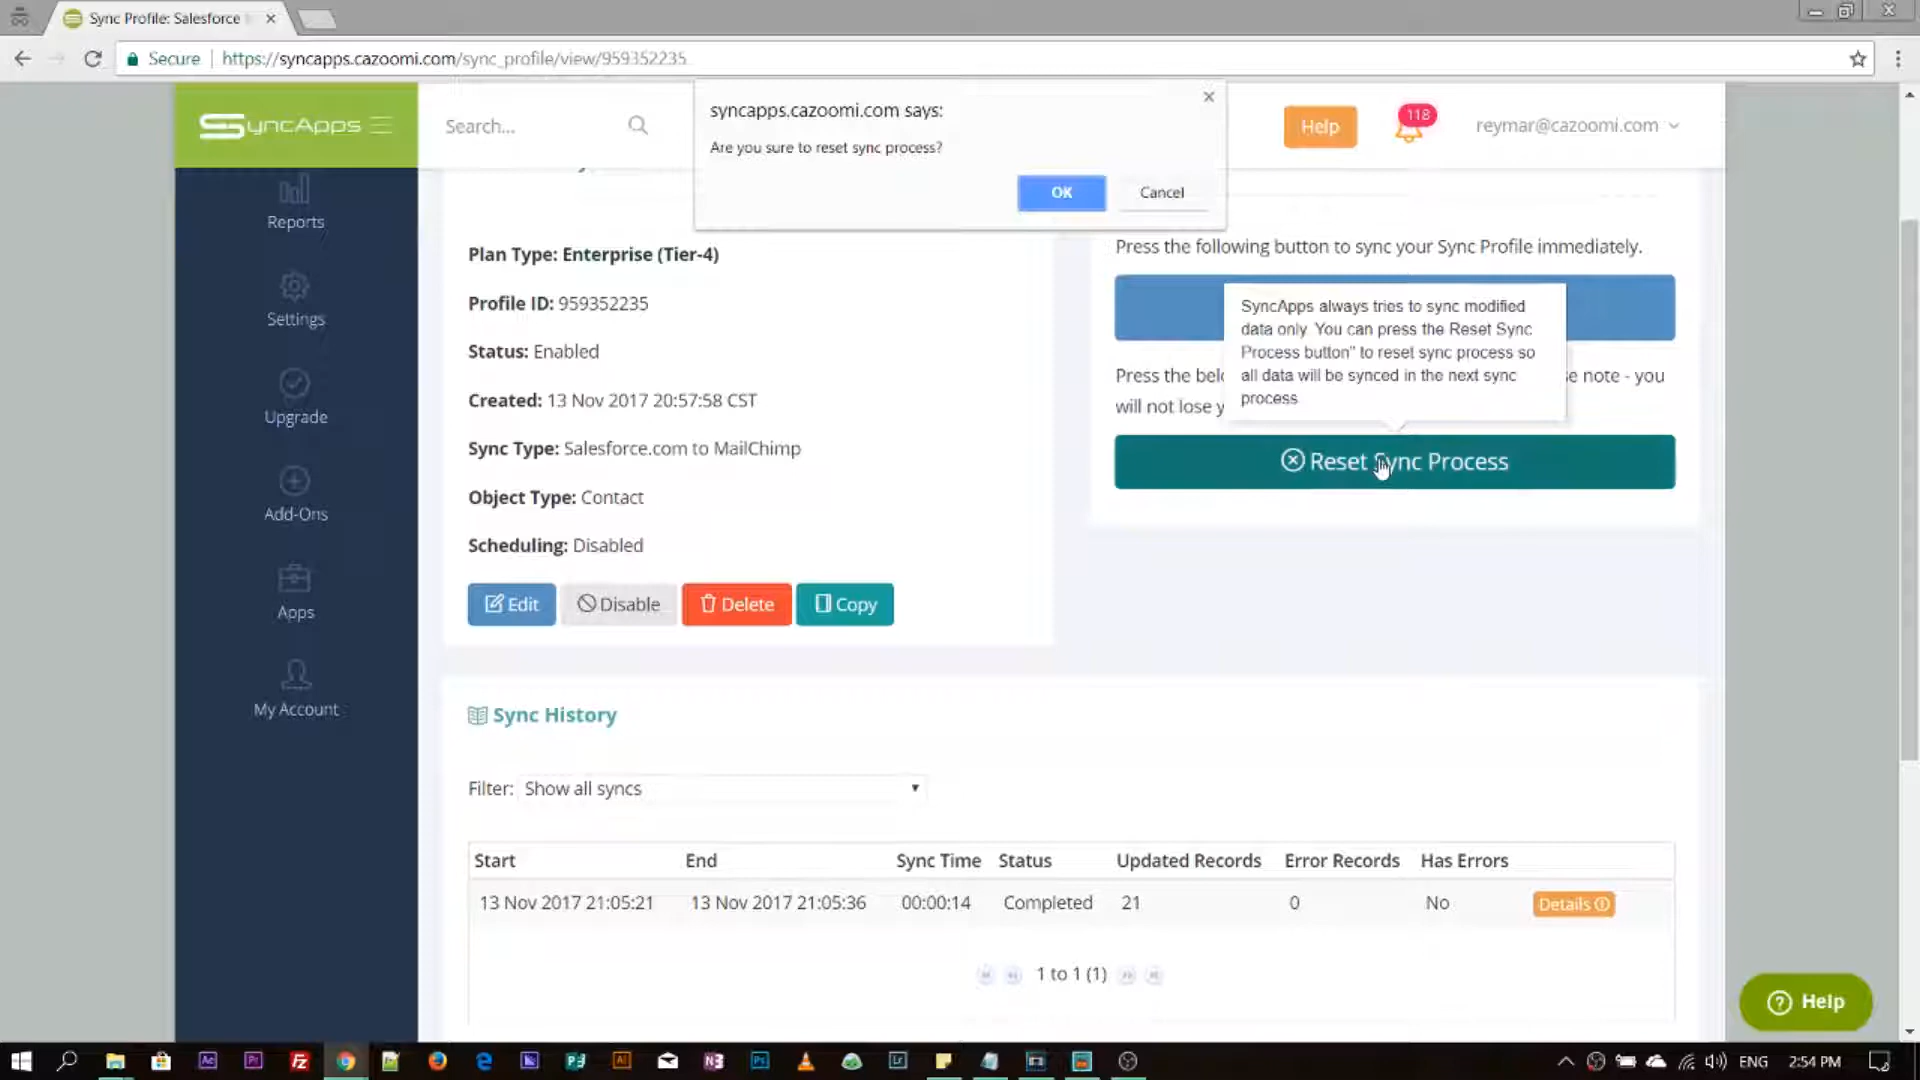 Sync Profile: Salesforce
Secure | https://syncapps.cazoomi.com/sync_profile/view/959352235
syncapps.cazoomi.com says:
Are you sure to reset sync process?
OK
Cancel
SyncApps
Search...
Help
118
reymar@cazoomi.com
Reports
Settings
Upgrade
Add-Ons
Apps
My Account
Plan Type: Enterprise (Tier-4)
Profile ID: 959352235
Status: Enabled
Created: 13 Nov 2017 20:57:58 CST
Sync Type: Salesforce.com to MailChimp
Object Type: Contact
Scheduling: Disabled
Edit
Disable
Delete
Copy
Press the following button to sync your Sync Profile immediately.
SyncApps always tries to sync modified
data only. You can press the Reset Sync
Process button" to reset sync process so
all data will be synced in the next sync
process
Press the note - you
will not lose
Reset Sync Process
Sync History
Filter: Show all syncs
Start End Sync Time Status Updated Records Error Records Has Errors
13 Nov 2017 21:05:21 13 Nov 2017 21:05:36 00:00:14 Completed 21 0 No Details
1 to 1 (1)
Help
ENG 2:54 PM